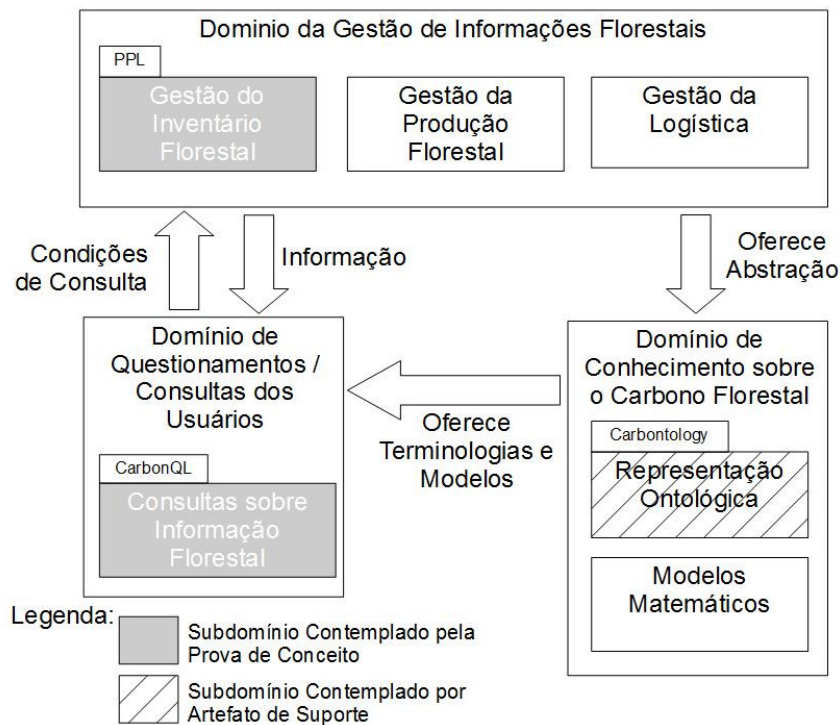 Dominio da Gestão de Informações Florestais
PPL
Gestão do
Inventário
Florestal
Gestão da
Produção
Florestal
Gestão da
Logística
Condições
de Consulta
Informação
Oferece
Abstração
Domínio de
Questionamentos /
Consultas dos
Usuários
CarbonQL
Consultas sobre
Informação
Florestal
Oferece
Terminologias e
Modelos
Domínio de
Conhecimento sobre
o Carbono Florestal
Carbontology
Representação
Ontológica
Modelos
Matemáticos
Legenda:
Subdomínio Contemplado pela
Prova de Conceito
Subdomínio Contemplado por
Artefato de Suporte